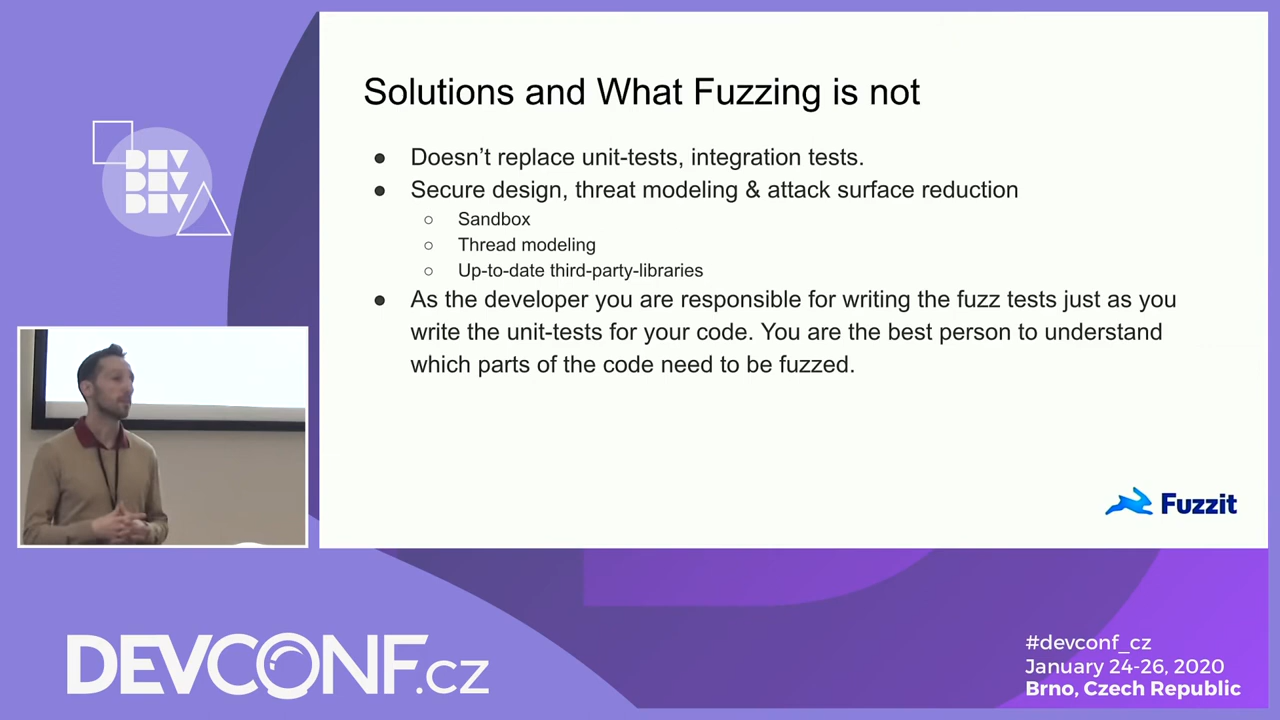 DEV
DEV
DEV
Solutions and What Fuzzing is not
● Doesn’t replace unit-tests, integration tests.
● Secure design, threat modeling & attack surface reduction
○ Sandbox
○ Thread modeling
○ Up-to-date third-party-libraries
● As the developer you are responsible for writing the fuzz tests just as you
write the unit-tests for your code. You are the best person to understand
which parts of the code need to be fuzzed.
Fuzzit
DEVCONF.cz
#devconf_cz
January 24-26, 2020
Brno, Czech Republic